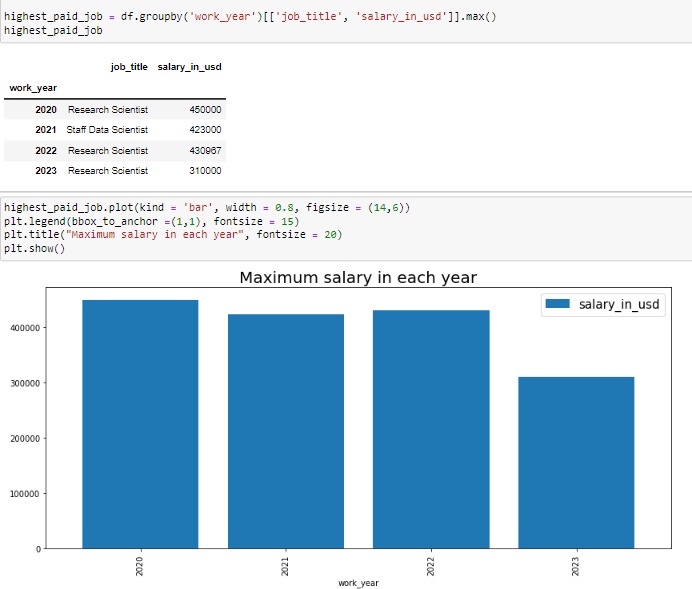 highest_paid_job = df.groupby('work_year')[['job_title', 'salary_in_usd']].max()
highest_paid_job
job_title salary_in_usd
work_year
2020 Research Scientist 450000
2021 Staff Data Scientist 423000
2022 Research Scientist 430967
2023 Research Scientist 310000
highest_paid_job.plot(kind = 'bar', width = 0.8, figsize = (14,6))
plt.legend(bbox_to_anchor =(1,1), fontsize = 15)
plt.title("Maximum salary in each year", fontsize = 20)
plt.show()
Maximum salary in each year
salary_in_usd
400000
300000
200000
100000
0
2020
2021
2022
2023
work_year